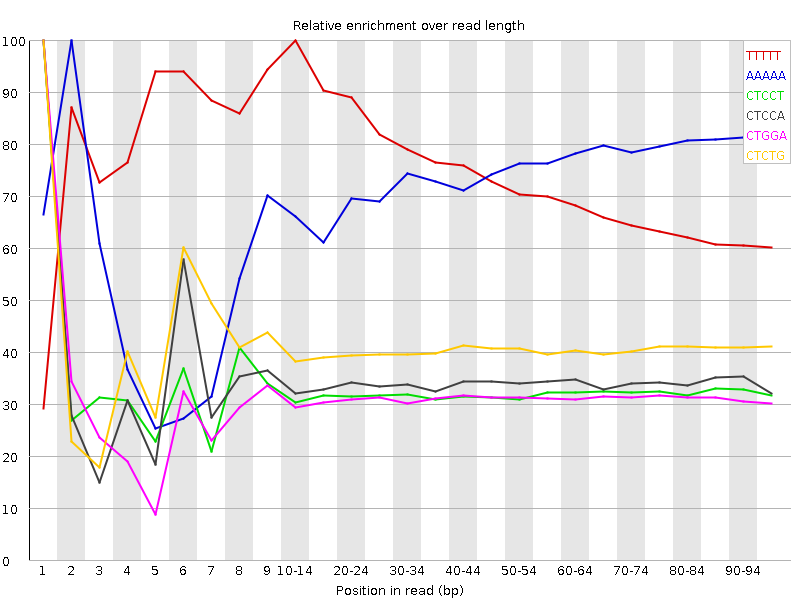 Relative enrichment over read length
100
90
80
70
60
50
40
30
20
10
0
TTTTT
AAAAA
CTCCT
CTCCA
CTGGA
CTCTG
1 2 3 4 5 6 7 8 9 10-14 20-24 30-34 40-44 50-54 60-64 70-74 80-84 90-94
Position in read (bp)